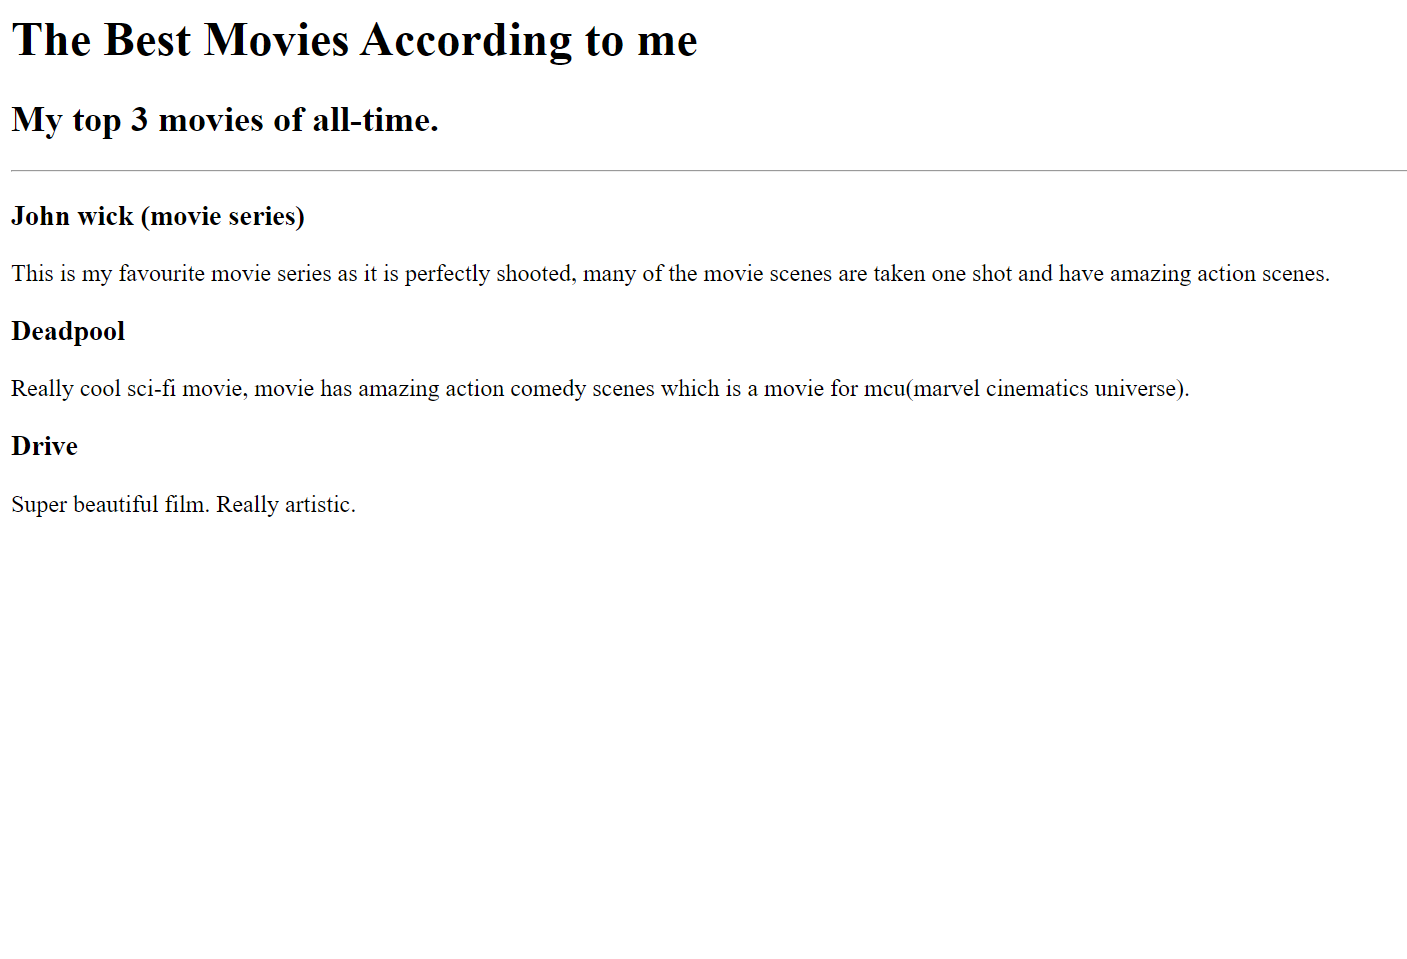 The Best Movies According to me
My top 3 movies of all-time.
John wick (movie series)
This is my favourite movie series as it is perfectly shooted, many of the movie scenes are taken one shot and have amazing action scenes.
Deadpool
Really cool sci-fi movie, movie has amazing action comedy scenes which is a movie for mcu(marvel cinematics universe).
Drive
Super beautiful film. Really artistic.